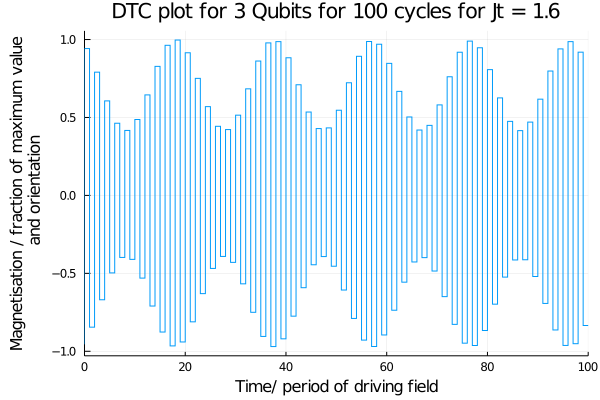 DTC plot for 3 Qubits for 100 cycles for Jt = 1.6
Magnetisation / fraction of maximum value
and orientation
1.0
0.5
0.0
−0.5
−1.0
0 20 40 60 80 100
Time/ period of driving field